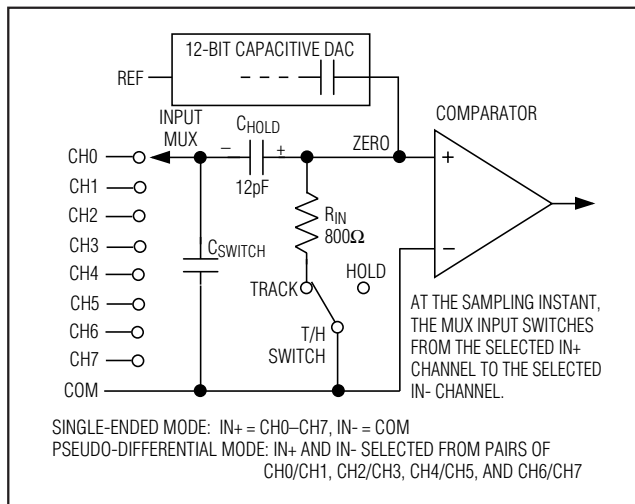 12-BIT CAPACITIVE DAC
REF
INPUT
MUX
CHOLD
COMPARATOR
– +
ZERO
+
12pF
CH0
CH1
CH2
CH3
CH4
CH5
CH6
CH7
COM
RIN
800Ω
CSWITCH
–
HOLD
TRACK
T/H
SWITCH
AT THE SAMPLING INSTANT,
THE MUX INPUT SWITCHES
FROM THE SELECTED IN+
CHANNEL TO THE SELECTED
IN- CHANNEL.
SINGLE-ENDED MODE: IN+ = CH0–CH7, IN- = COM
PSEUDO-DIFFERENTIAL MODE: IN+ AND IN- SELECTED FROM PAIRS OF
CH0/CH1, CH2/CH3, CH4/CH5, AND CH6/CH7